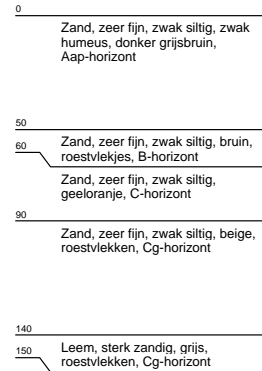 0
Zand, zeer fijn, zwak siltig, zwak
humeus, donker grijsbruin,
Aap-horizont
50
Zand, zeer fijn, zwak siltig, bruin,
roestvlekjes, B-horizont
60
Zand, zeer fijn, zwak siltig,
geeloranje, C-horizont
90
Zand, zeer fijn, zwak siltig, beige,
roestvlekken, Cg-horizont
140
Leem, sterk zandig, grijs,
roestvlekken, Cg-horizont
150